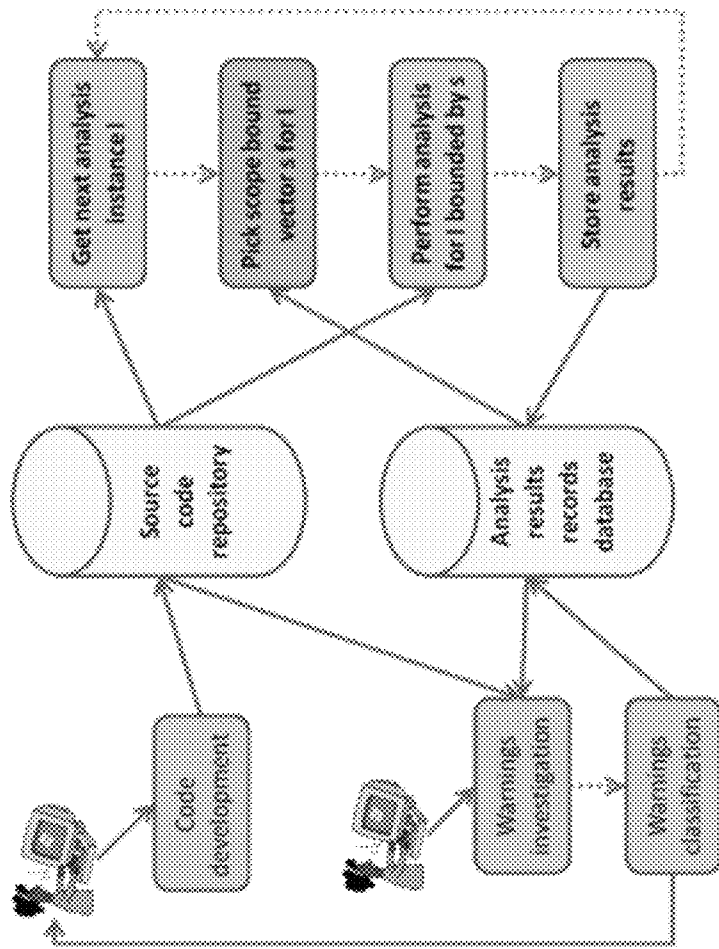 Code
development
Warnings
investigation
Warnings
classification
Source
code
repository
Analysis
results
records
database
Get next analysis
instance I
Pick scope bound
vector s for I
Perform analysis
for I bounded by s
Store analysis
results